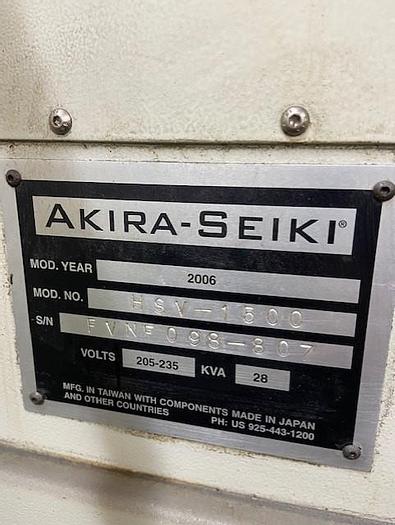 AKIRA-SEIKI®
MOD. YEAR 2006
MOD. NO. HSV-1500
S/N FVNF098-807
VOLTS 205-235 KVA 28
MFG. IN TAIWAN WITH COMPONENTS MADE IN JAPAN
AND OTHER COUNTRIES PH: US 925-443-1200